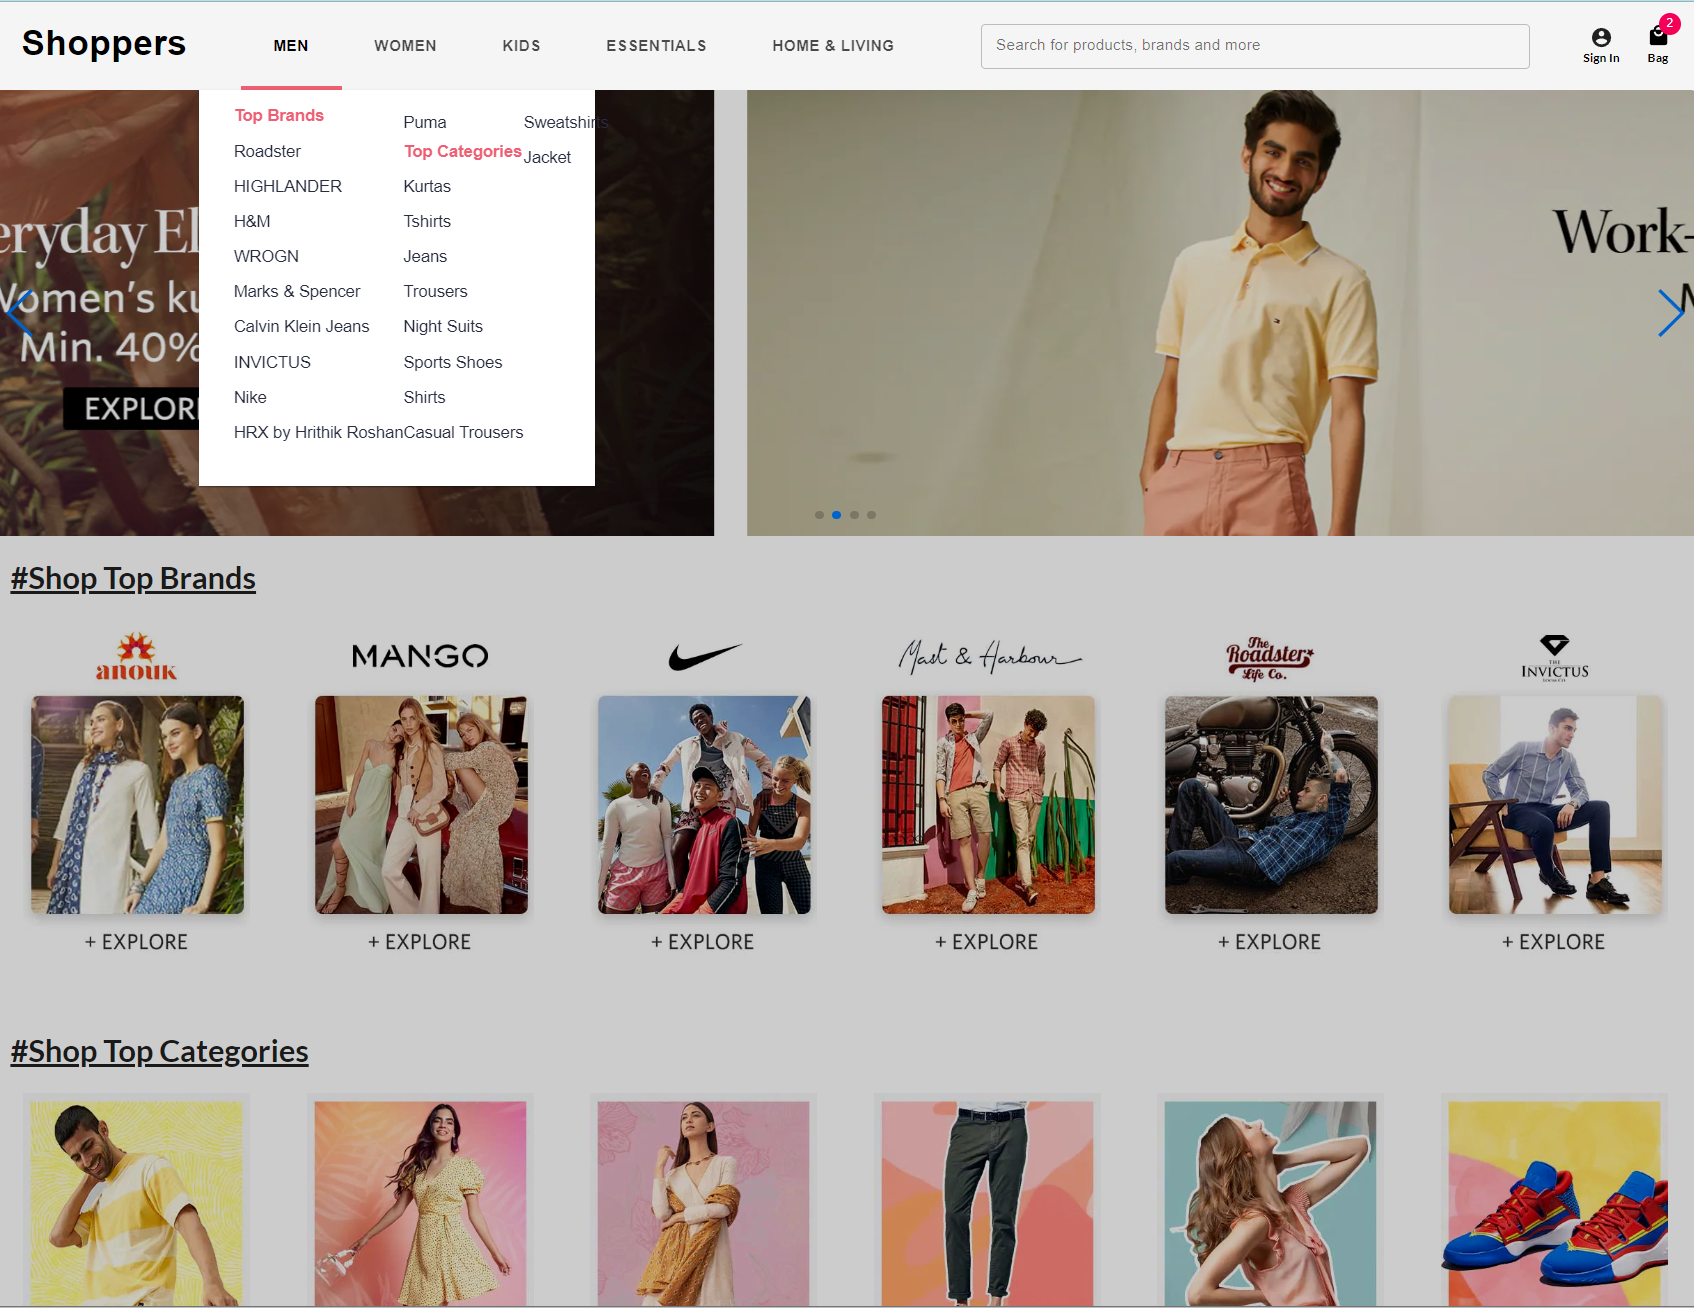 Shoppers
MEN
WOMEN
KIDS
ESSENTIALS
HOME & LIVING
Search for products, brands and more
Sign In
2
Bag
Top Brands
Roadster
HIGHLANDER
H&M
WROGN
Marks & Spencer
Calvin Klein Jeans
INVICTUS
Nike
HRX by Hrithik Roshan
Puma
Top Categories
Kurtas
Tshirts
Jeans
Trousers
Night Suits
Sports Shoes
Shirts
Casual Trousers
Sweatshirts
Jacket
eryday El
Women's ku
Min. 40%
EXPLOR
Work-
#Shop Top Brands
anouk
MANGO
Mast & Harbour
The
Roadster
Life Co.
THE
INVICTUS
+ EXPLORE
+ EXPLORE
+ EXPLORE
+ EXPLORE
+ EXPLORE
+ EXPLORE
#Shop Top Categories